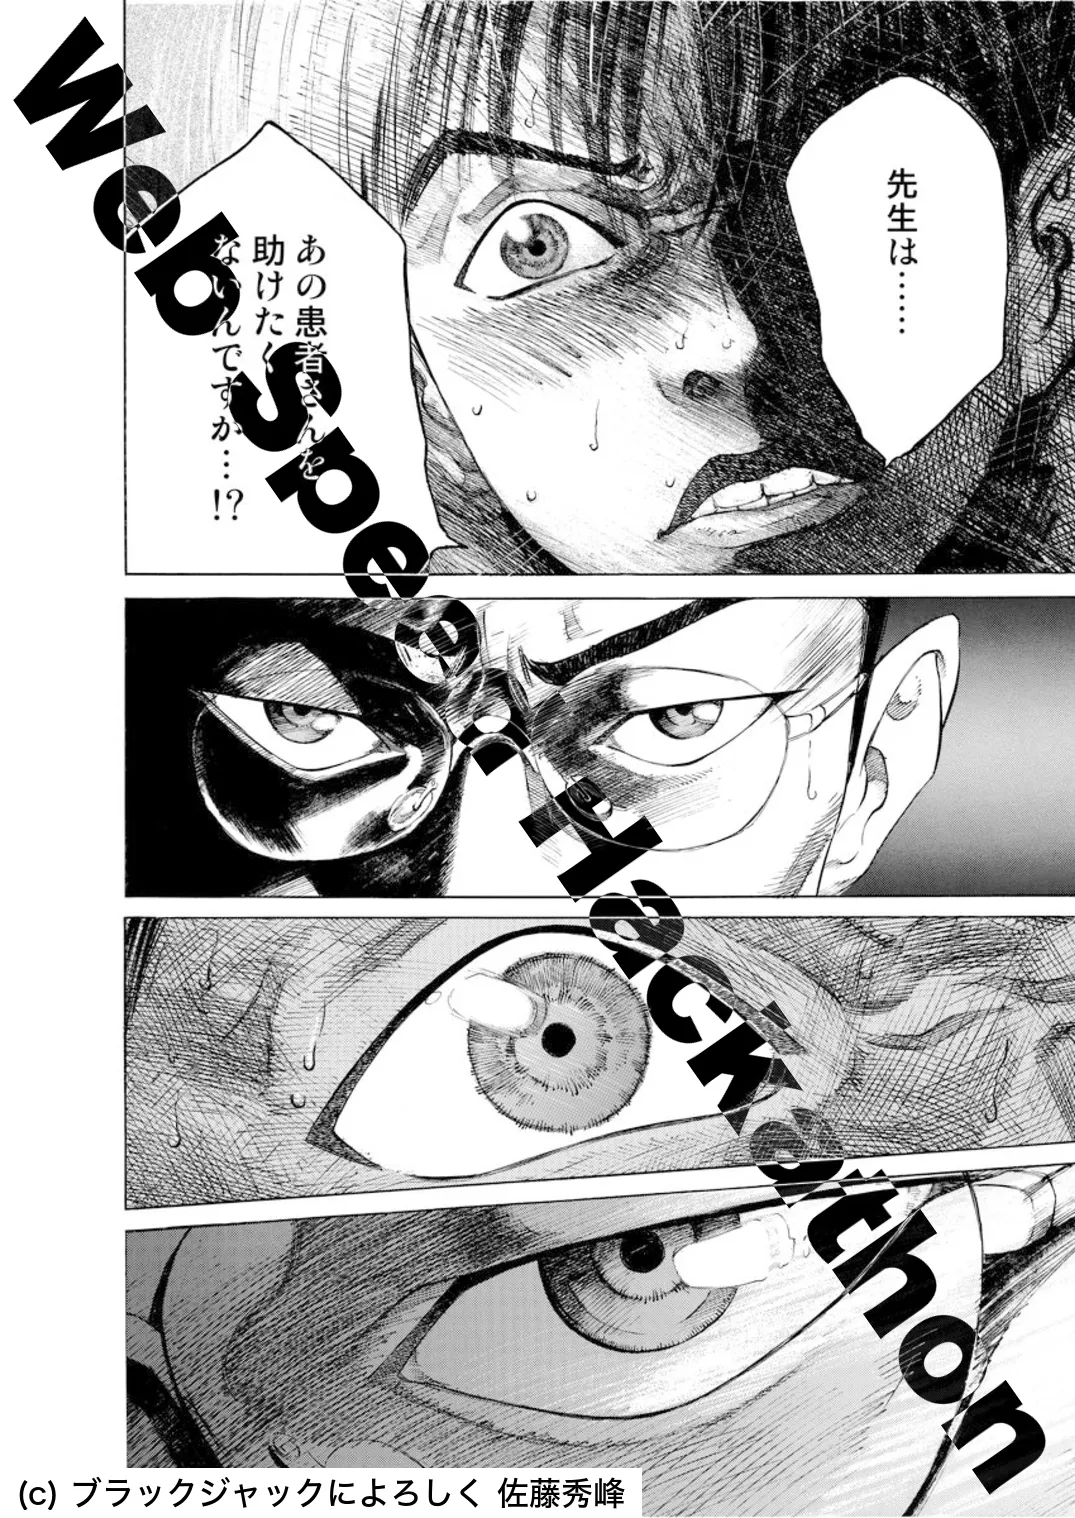 先生は……
あの患者さんを
助けたく
ないんですか…!?
Web Speed Hackathon
(c) ブラックジャックによろしく 佐藤秀峰